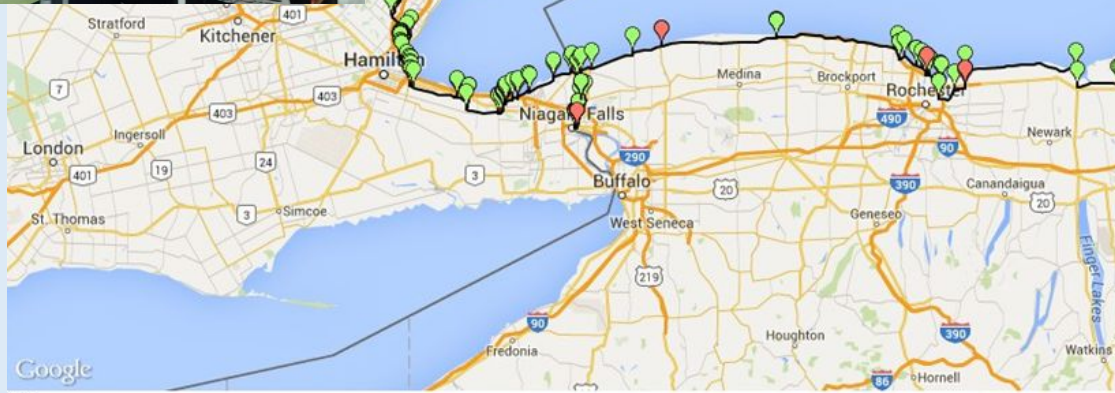 401
Stratford
Kitchener
Hamilton
403
7
403
Medina
Brockport
Rochester
Niagara Falls
490
Ingersoll
London
401
19
24
290
90
Newark
3
Buffalo
20
390
Canandaigua
20
St. Thomas
3
Simcoe
West Seneca
Geneseo
219
Finger Lakes
90
Fredonia
Houghton
390
Watkins
Google
86
Hornell